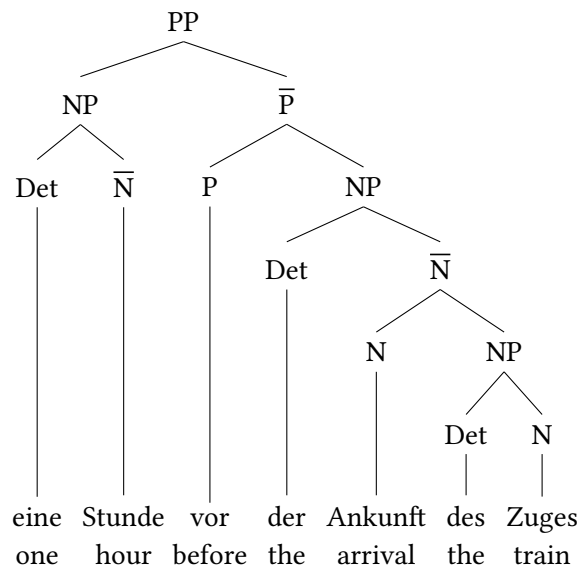 PP
NP P̅
Det N̅ P NP
Det N̅
N NP
Det N
eine Stunde vor der Ankunft des Zuges
one hour before the arrival the train